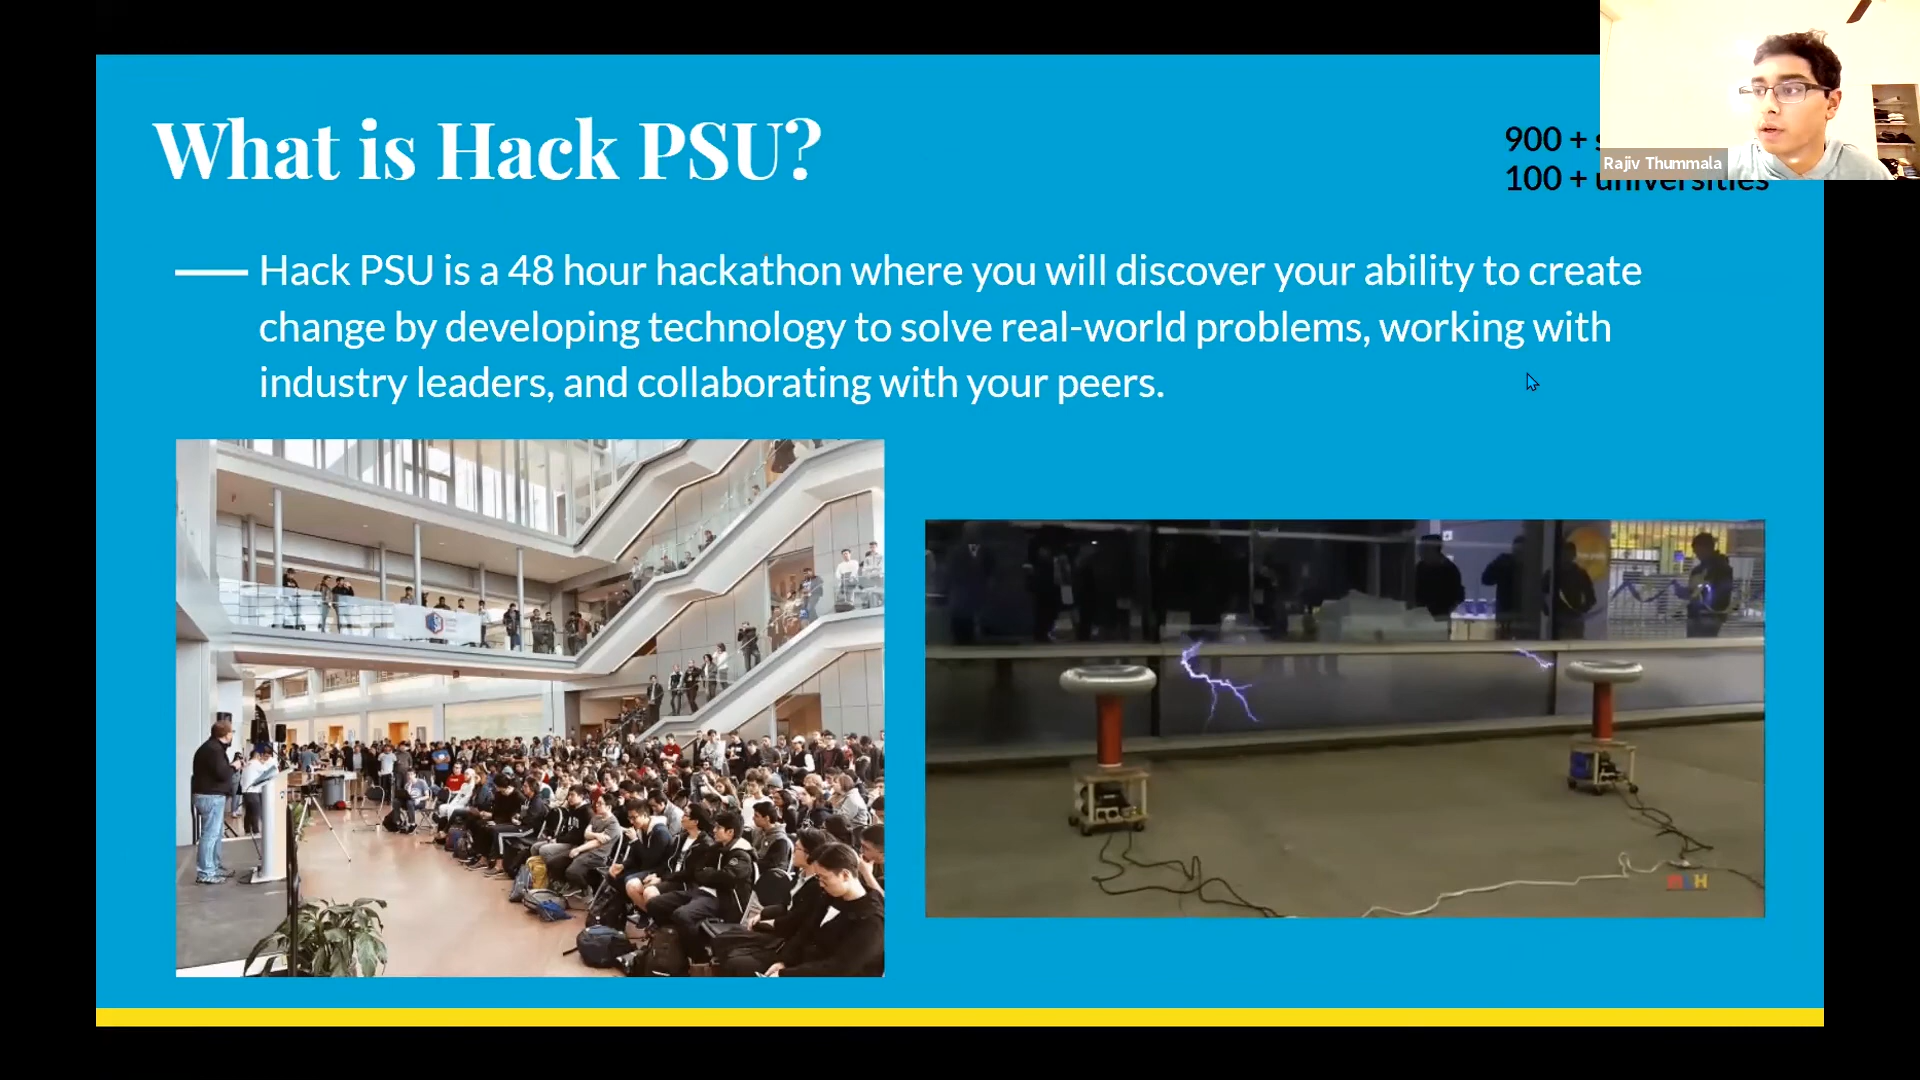 What is Hack PSU?
900 +
100 + universities
Rajiv Thummala
Hack PSU is a 48 hour hackathon where you will discover your ability to create
change by developing technology to solve real-world problems, working with
industry leaders, and collaborating with your peers.
MLH